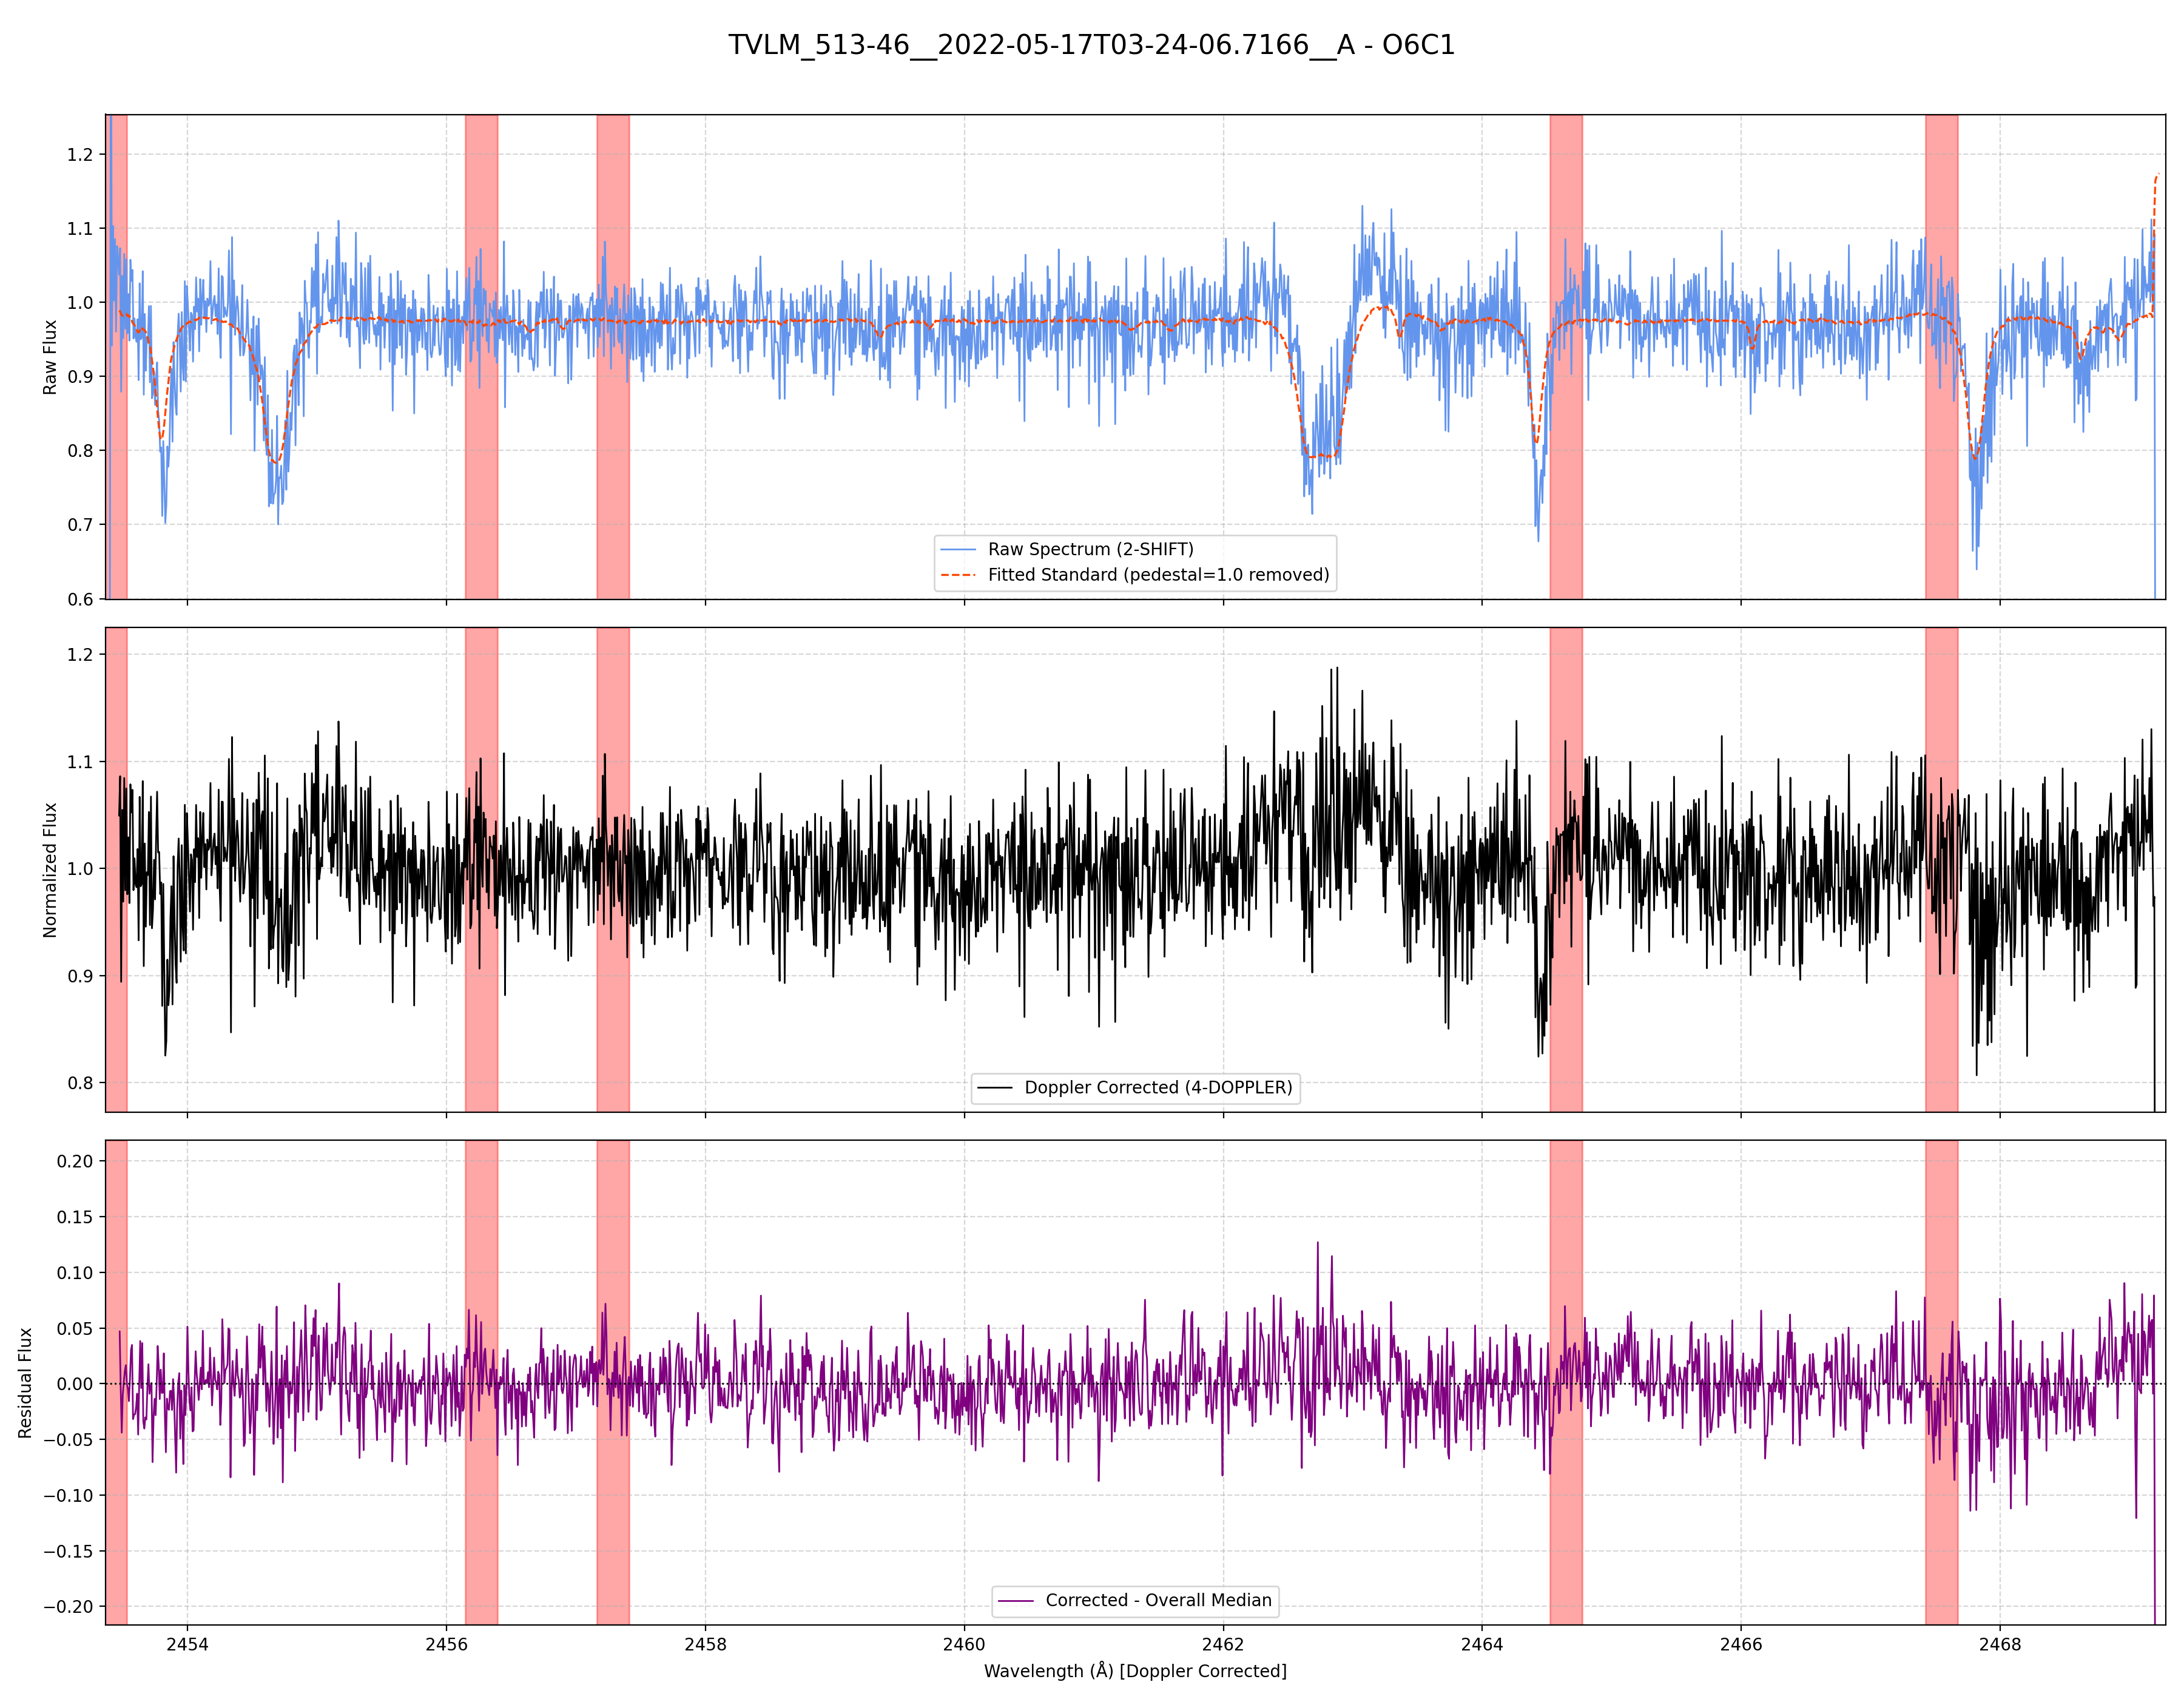 TVLM_513-46__2022-05-17T03-24-06.7166__A - O6C1
Raw Flux
1.2
1.1
1.0
0.9
0.8
0.7
0.6
Raw Spectrum (2-SHIFT)
Fitted Standard (pedestal=1.0 removed)
Normalized Flux
1.2
1.1
1.0
0.9
0.8
Doppler Corrected (4-DOPPLER)
Residual Flux
0.20
0.15
0.10
0.05
0.00
−0.05
−0.10
−0.15
−0.20
Corrected - Overall Median
2454 2456 2458 2460 2462 2464 2466 2468
Wavelength (Å) [Doppler Corrected]